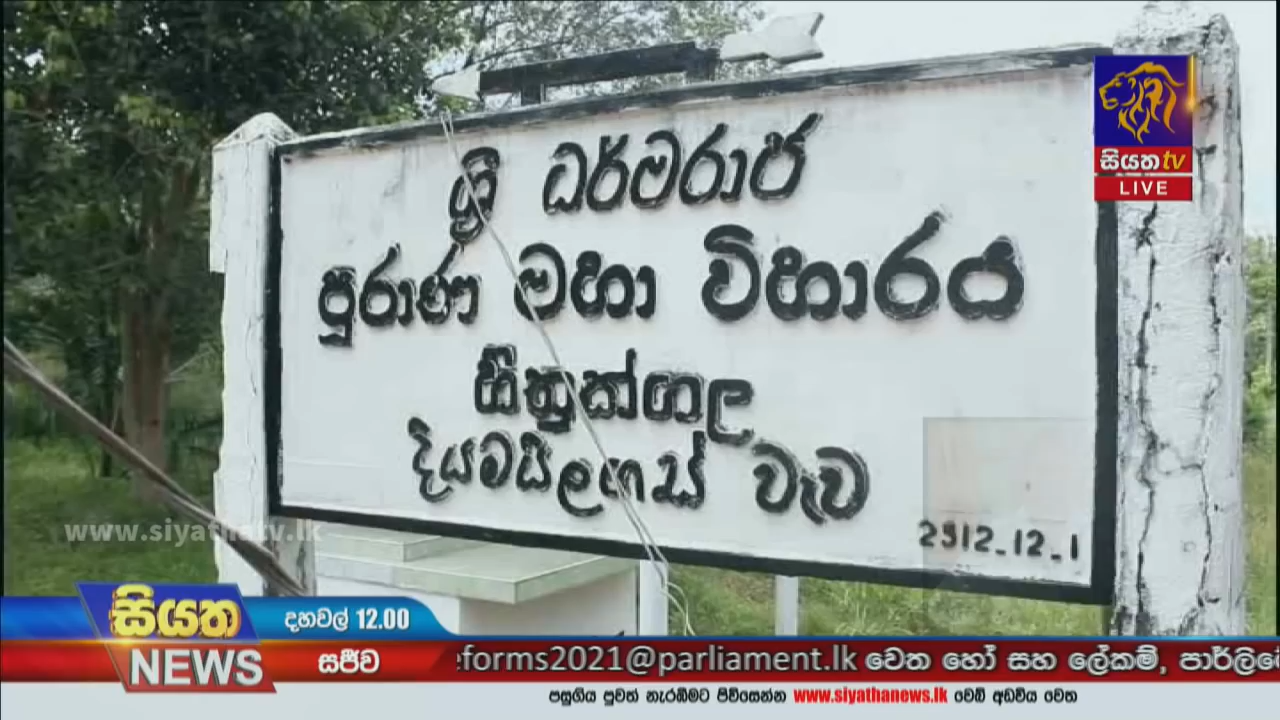 ශ්‍රී ධර්මරාජ
පුරාණ මහා විහාරය
හීනුක්ගල
දියමයිලගස් වැව
2912_12_1
සියත tv
LIVE
www.siyathatv.lk
සියත
NEWS
දහවල් 12.00
සජීව
eforms2021@parliament.lk වෙත හෝ සහ ලේකම්, පාර්ලිමේ
පසුගිය පුවත් නැරඹීමට පිවිසෙන්න www.siyathanews.lk වෙබ් අඩවිය වෙත